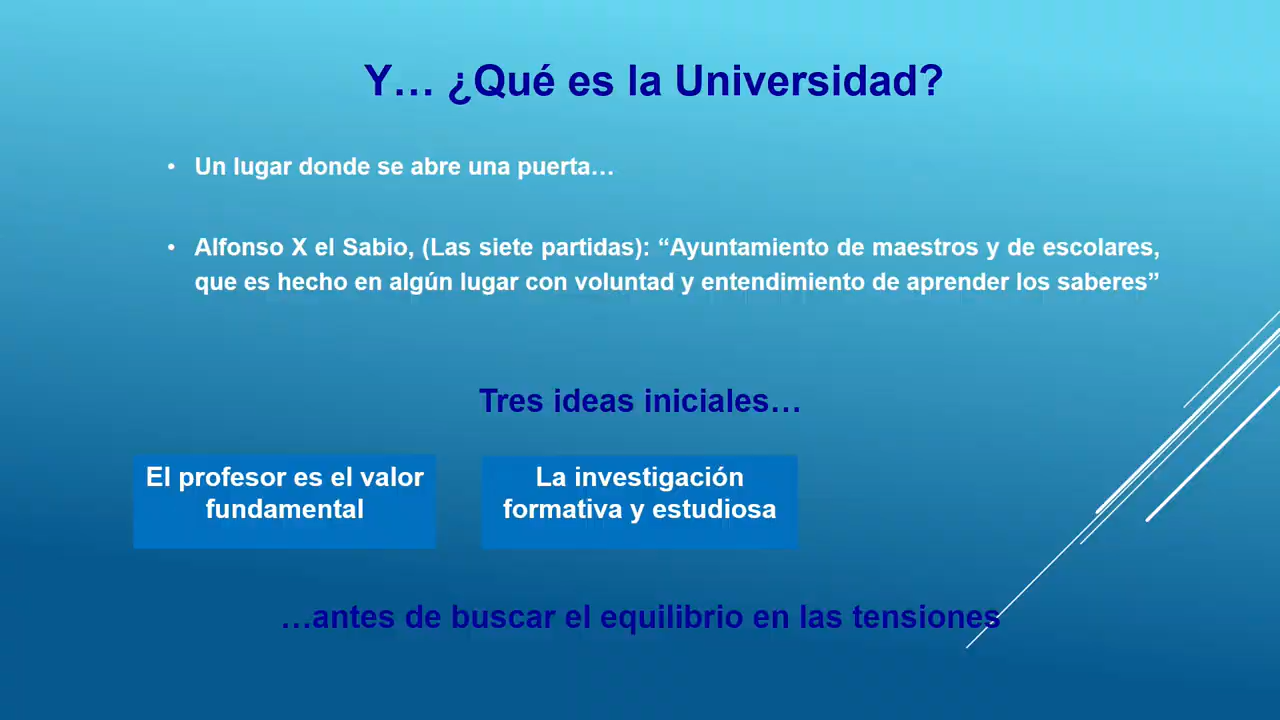 Y… ¿Qué es la Universidad?
• Un lugar donde se abre una puerta…
• Alfonso X el Sabio, (Las siete partidas): “Ayuntamiento de maestros y de escolares,
que es hecho en algún lugar con voluntad y entendimiento de aprender los saberes”
Tres ideas iniciales…
El profesor es el valor
fundamental
La investigación
formativa y estudiosa
…antes de buscar el equilibrio en las tensiones